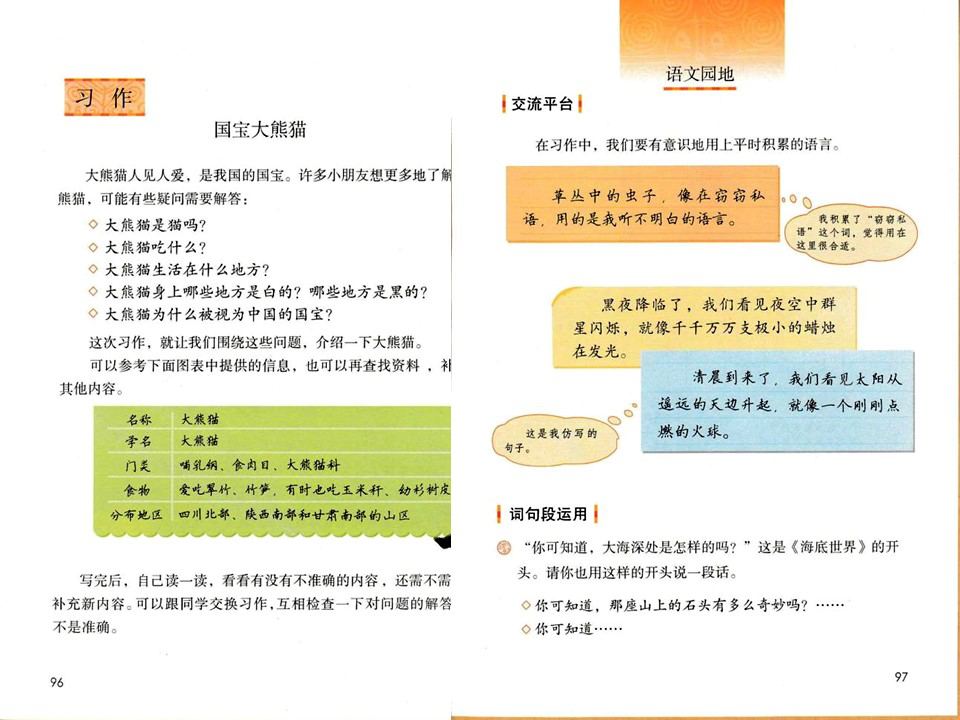 习 作
国宝大熊猫
大熊猫人见人爱，是我国的国宝。许多小朋友想更多地了解
熊猫，可能有些疑问需要解答：
◇ 大熊猫是猫吗？
◇ 大熊猫吃什么？
◇ 大熊猫生活在什么地方？
◇ 大熊猫身上哪些地方是白的？哪些地方是黑的？
◇ 大熊猫为什么被视为中国的国宝？
这次习作，就让我们围绕这些问题，介绍一下大熊猫。
可以参考下面图表中提供的信息，也可以再查找资料，补
其他内容。
名称 大熊猫
学名 大熊猫
门类 哺乳纲、食肉目、大熊猫科
食物 爱吃翠竹、竹笋，有时也吃玉米秆、幼杉树皮
分布地区 四川北部、陕西南部和甘肃南部的山区
写完后，自己读一读，看看有没有不准确的内容，还需不需
补充新内容。可以跟同学交换习作，互相检查一下对问题的解答
不是准确。
96
语文园地
交流平台
在习作中，我们要有意识地用上平时积累的语言。
草丛中的虫子，像在窃窃私
语，用的是我听不明白的语言。
我积累了“窃窃私
语”这个词，觉得用在
这里很合适。
黑夜降临了，我们看见夜空中群
星闪烁，就像千千万万支极小的蜡烛
在发光。
清晨到来了，我们看见太阳从
遥远的天边升起，就像一个刚刚点
燃的火球。
这是我仿写的
句子。
词句段运用
“你可知道，大海深处是怎样的吗？”这是《海底世界》的开
头。请你也用这样的开头说一段话。
◇ 你可知道，那座山上的石头有多么奇妙吗？……
◇ 你可知道……
97